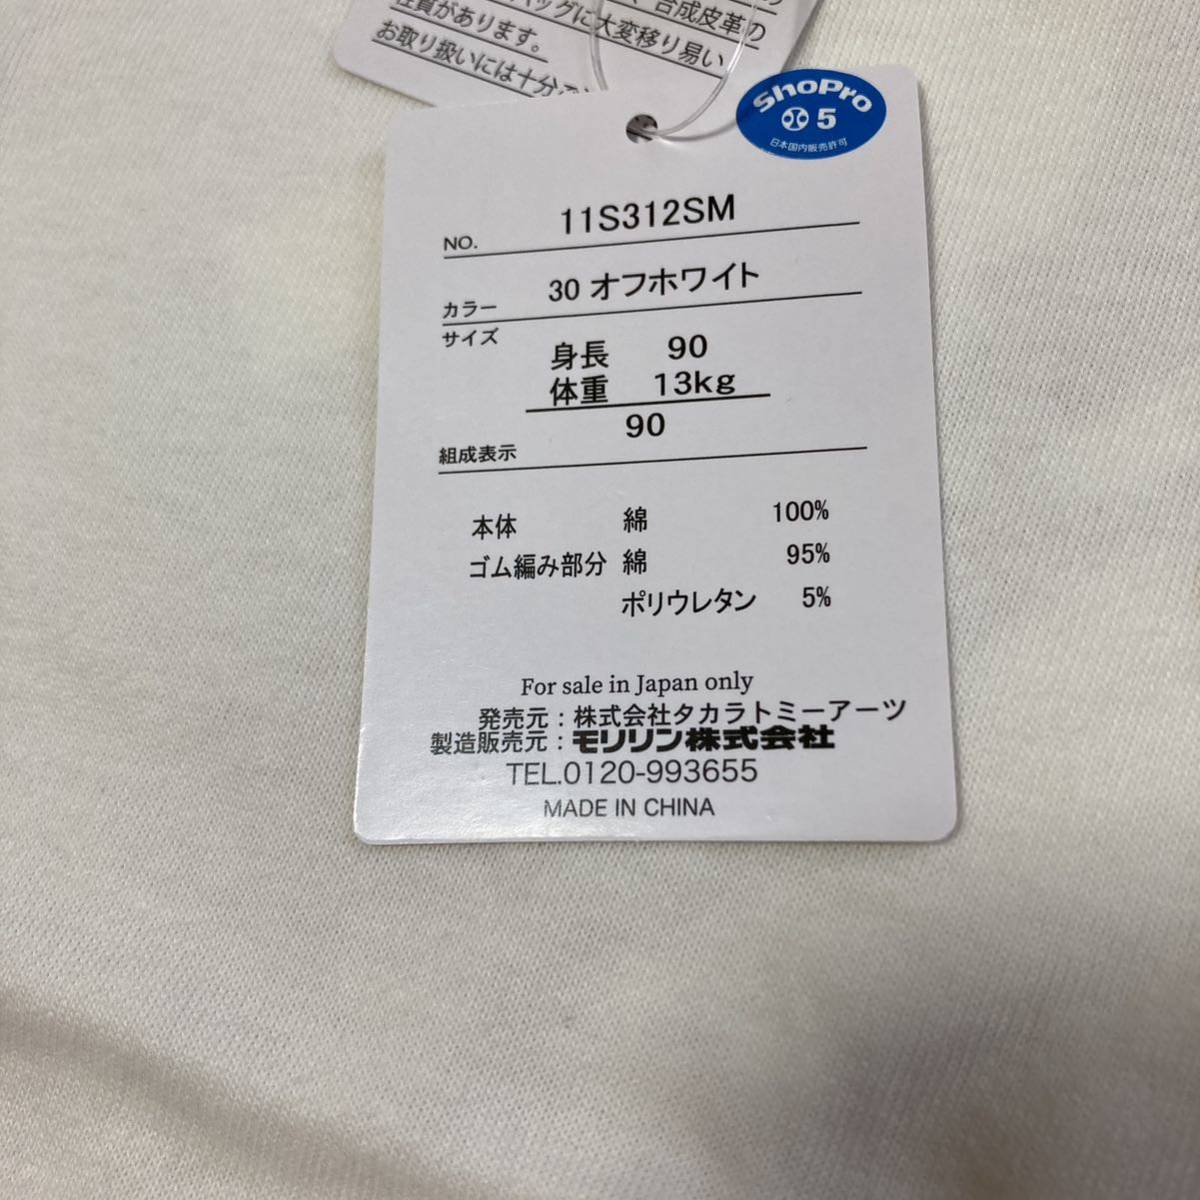 、合成皮革の
バッグに大変移り易い
性質があります。
お取り扱いには十分
ShoPro
5
日本国内販売許可
NO. 11S312SM
カラー 30 オフホワイト
サイズ
身長 90
体重 13kg
90
組成表示
本体 綿 100%
ゴム編み部分 綿 95%
ポリウレタン 5%
For sale in Japan only
発売元：株式会社タカラトミーアーツ
製造販売元：モリリン株式会社
TEL.0120-993655
MADE IN CHINA